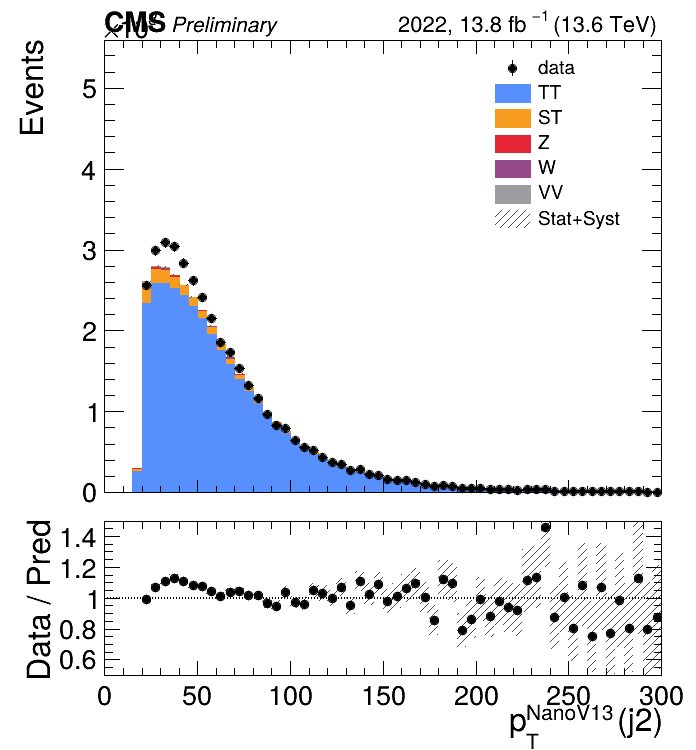 CMS Preliminary 2022, 13.8 fb⁻¹ (13.6 TeV)
Events
5
4
3
2
1
0
data
TT
ST
Z
W
VV
Stat+Syst
Data / Pred
1.4
1.2
1
0.8
0.6
0 50 100 150 200 250 300
p_T^NanoV13 (j2)